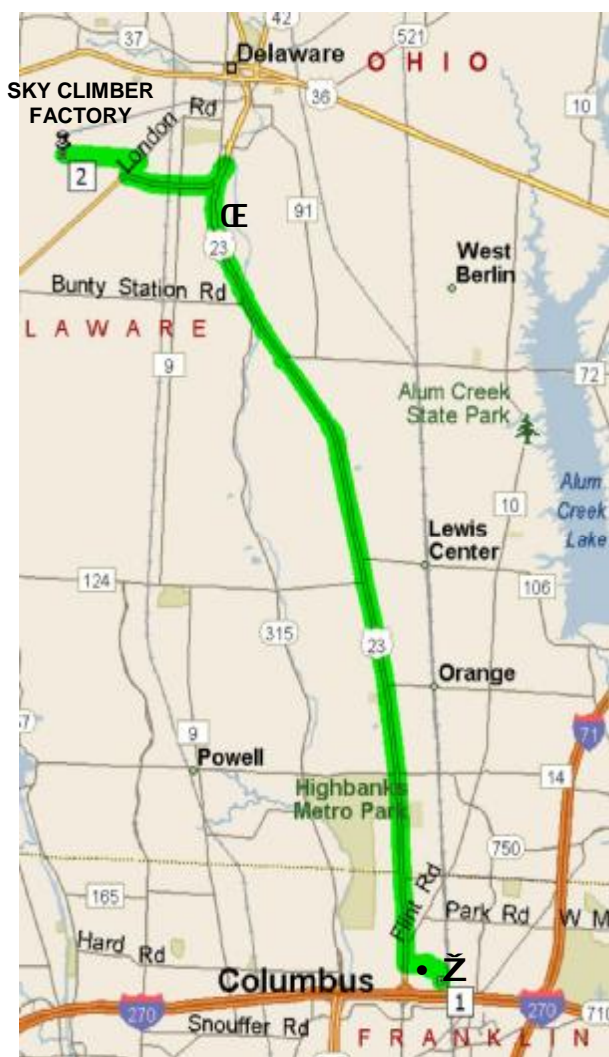 42
521
37
Delaware
OHIO
SKY CLIMBER
FACTORY
36
10
London Rd
2
91
Œ
23
West
Berlin
Bunty Station Rd
LAWARE
9
72
Alum Creek
State Park
Alum
Creek
Lake
10
Lewis
Center
124
106
315
23
Orange
71
9
Powell
14
Highbanks
Metro Park
750
Flint Rd
165
Park Rd
W M
Hard Rd
• Ž
Columbus
1
270
270
710
Snouffer Rd
FRANKLIN